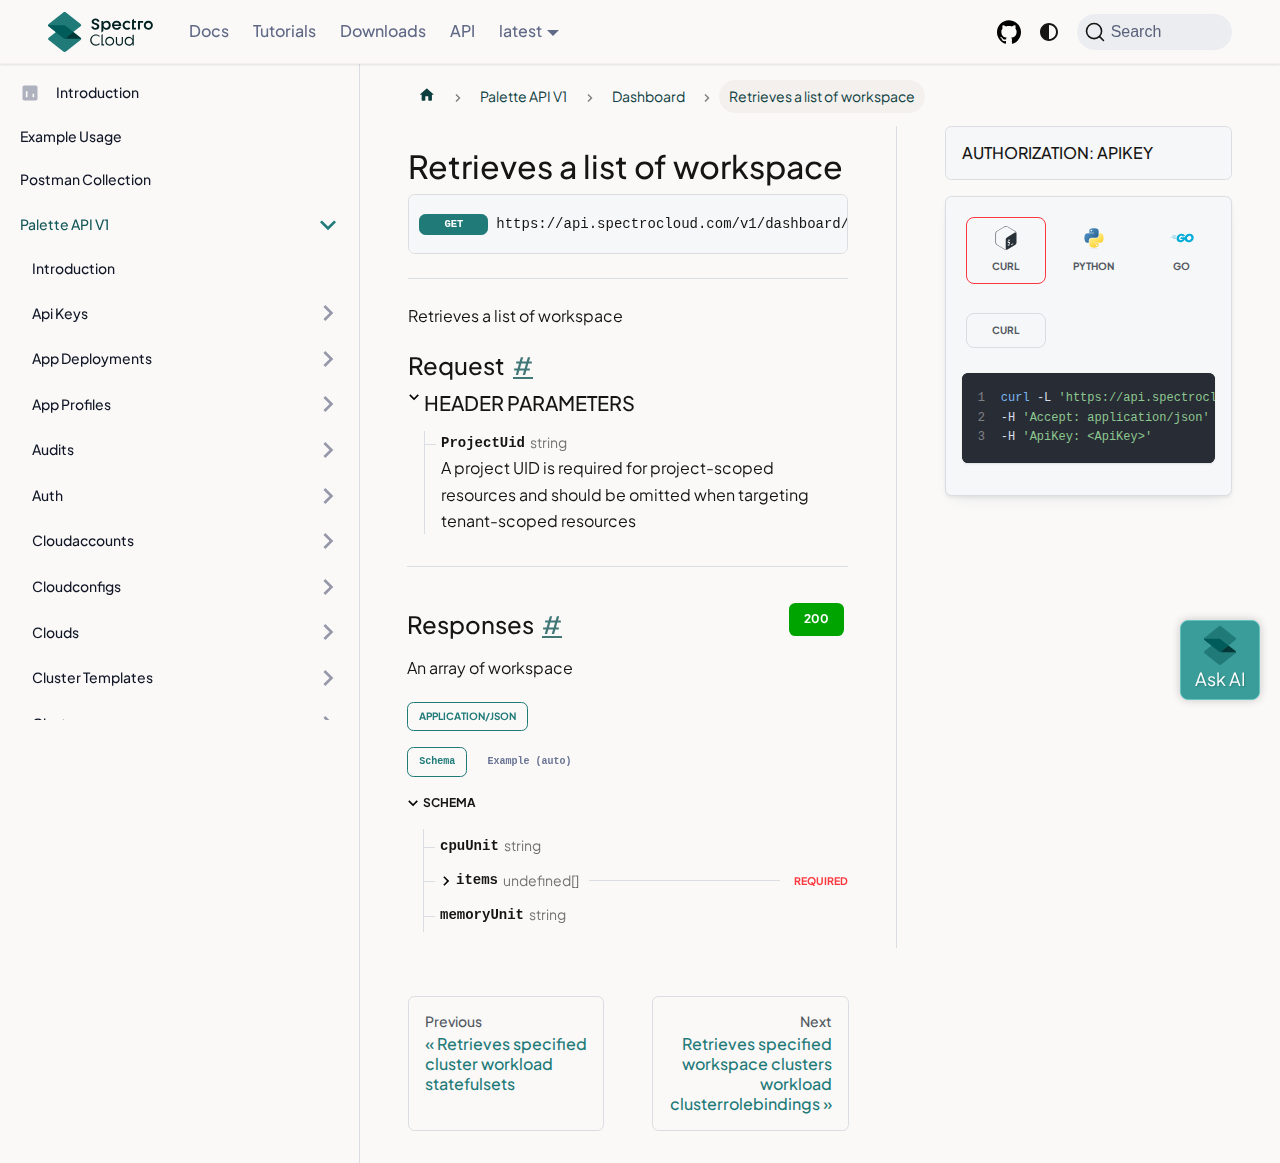 Spectro
Cloud
Docs
Tutorials
Downloads
API
latest
Search
Introduction
Example Usage
Postman Collection
Palette API V1
Introduction
Api Keys
App Deployments
App Profiles
Audits
Auth
Cloudaccounts
Cloudconfigs
Clouds
Cluster Templates
Palette API V1
Dashboard
Retrieves a list of workspace
Retrieves a list of workspace
GET
https://api.spectrocloud.com/v1/dashboard/
Retrieves a list of workspace
Request #
HEADER PARAMETERS
ProjectUid string
A project UID is required for project-scoped
resources and should be omitted when targeting
tenant-scoped resources
Responses #
200
An array of workspace
APPLICATION/JSON
Schema
Example (auto)
SCHEMA
cpuUnit string
items undefined[]
REQUIRED
memoryUnit string
Previous
« Retrieves specified
cluster workload
statefulsets
Next
Retrieves specified
workspace clusters
workload
clusterrolebindings »
AUTHORIZATION: APIKEY
CURL
PYTHON
GO
CURL
1 curl -L 'https://api.spectrocl
2 -H 'Accept: application/json'
3 -H 'ApiKey: <ApiKey>'
Ask AI